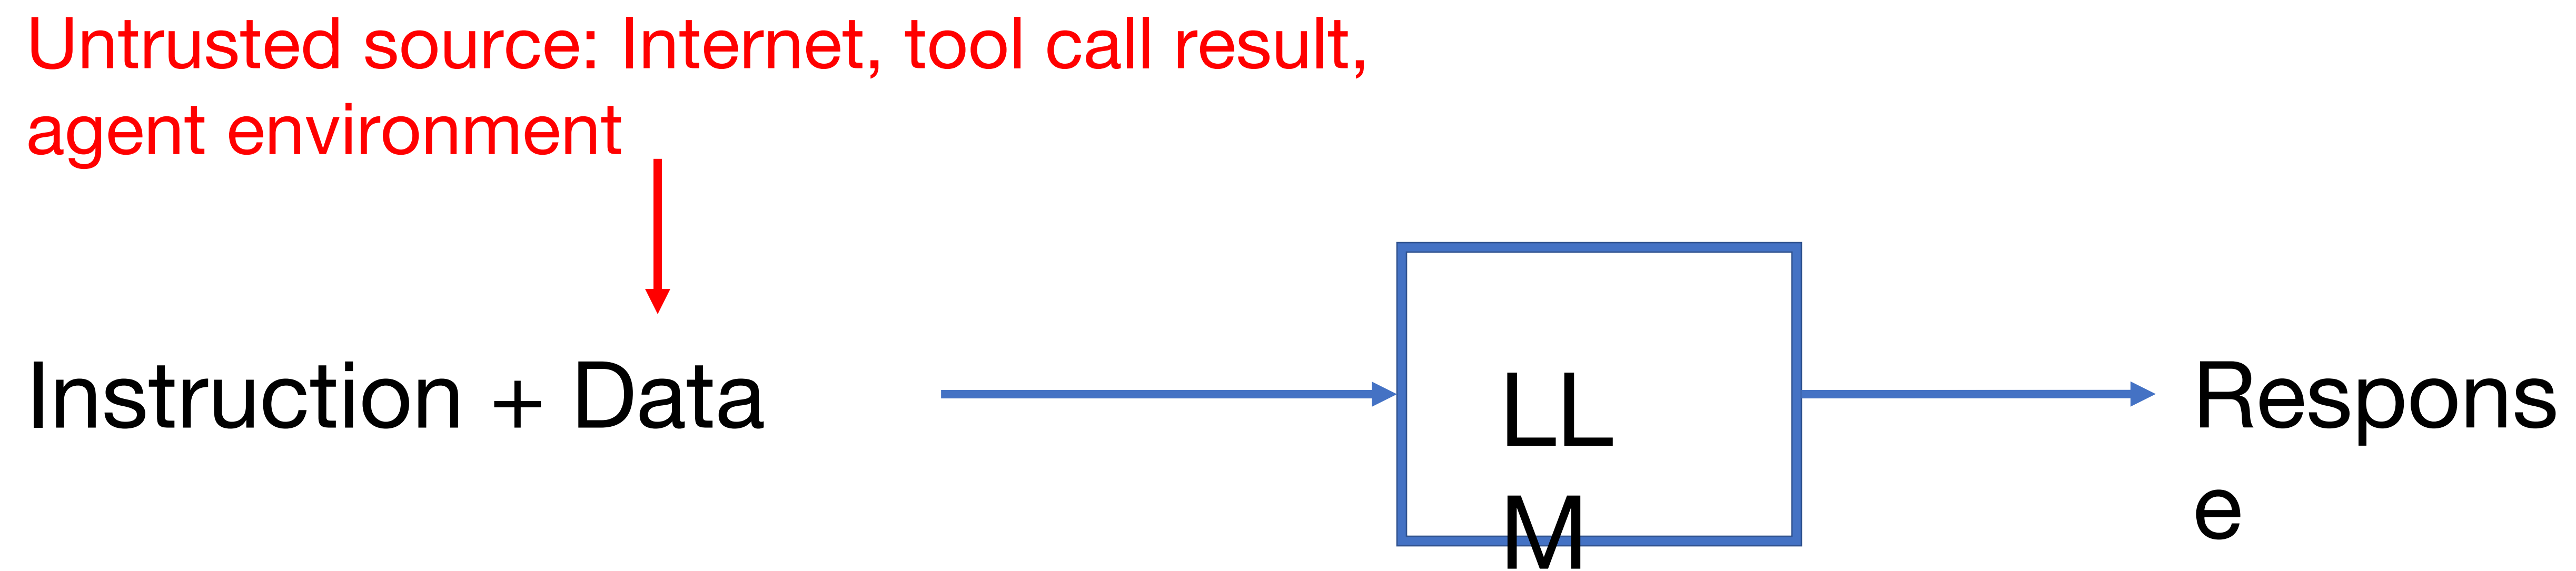 Untrusted source: Internet, tool call result,
agent environment
Instruction + Data
LL
M
Respons
e